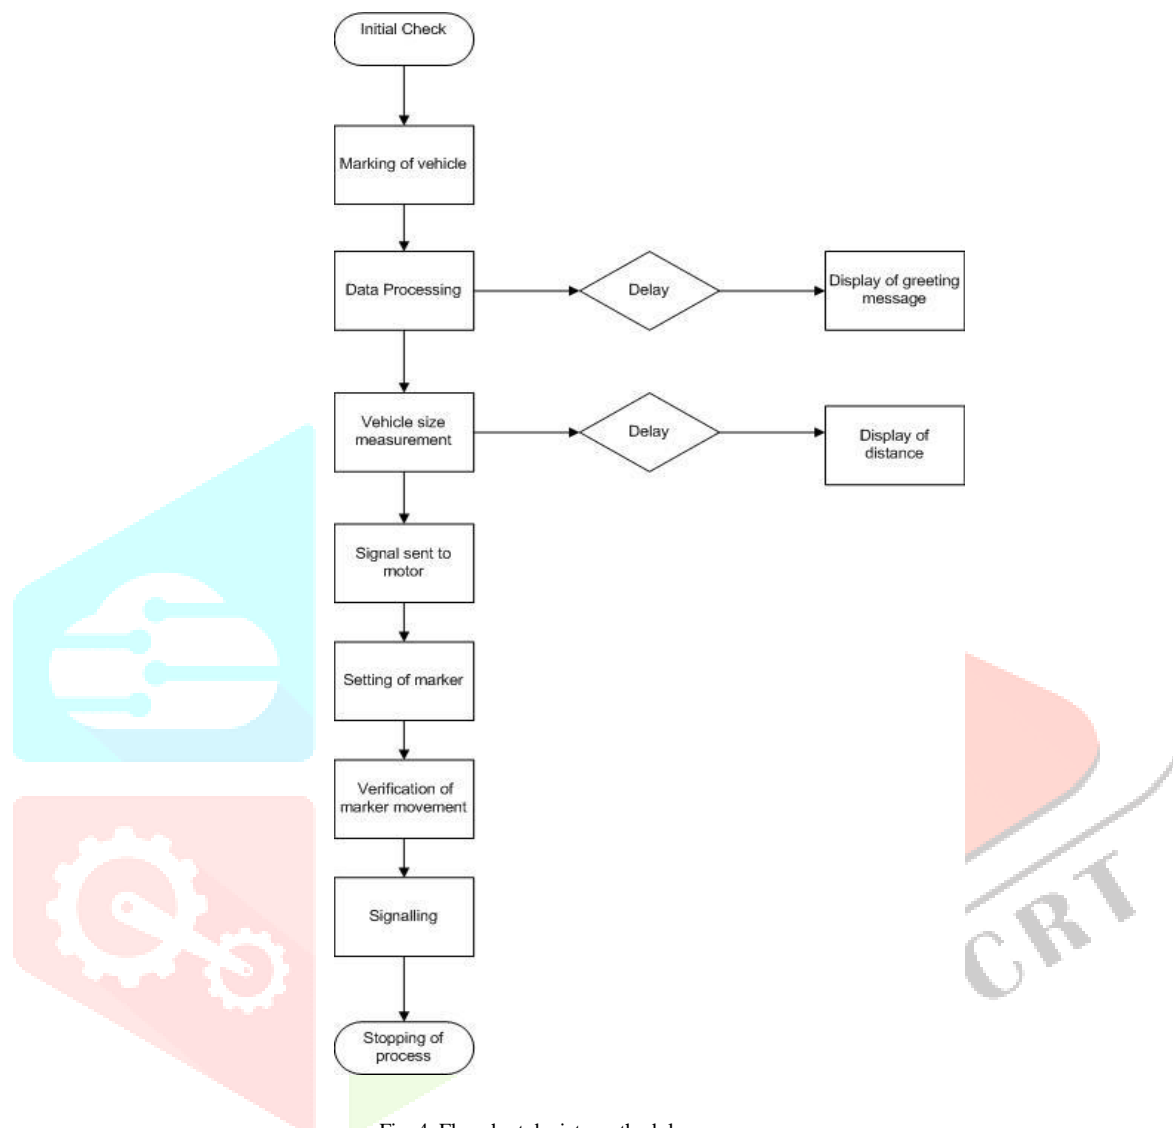 Initial Check
Marking of vehicle
Data Processing
Delay
Display of greeting
message
Vehicle size
measurement
Delay
Display of
distance
Signal sent to
motor
Setting of marker
Verification of
marker movement
Signalling
CRT
Stopping of
process